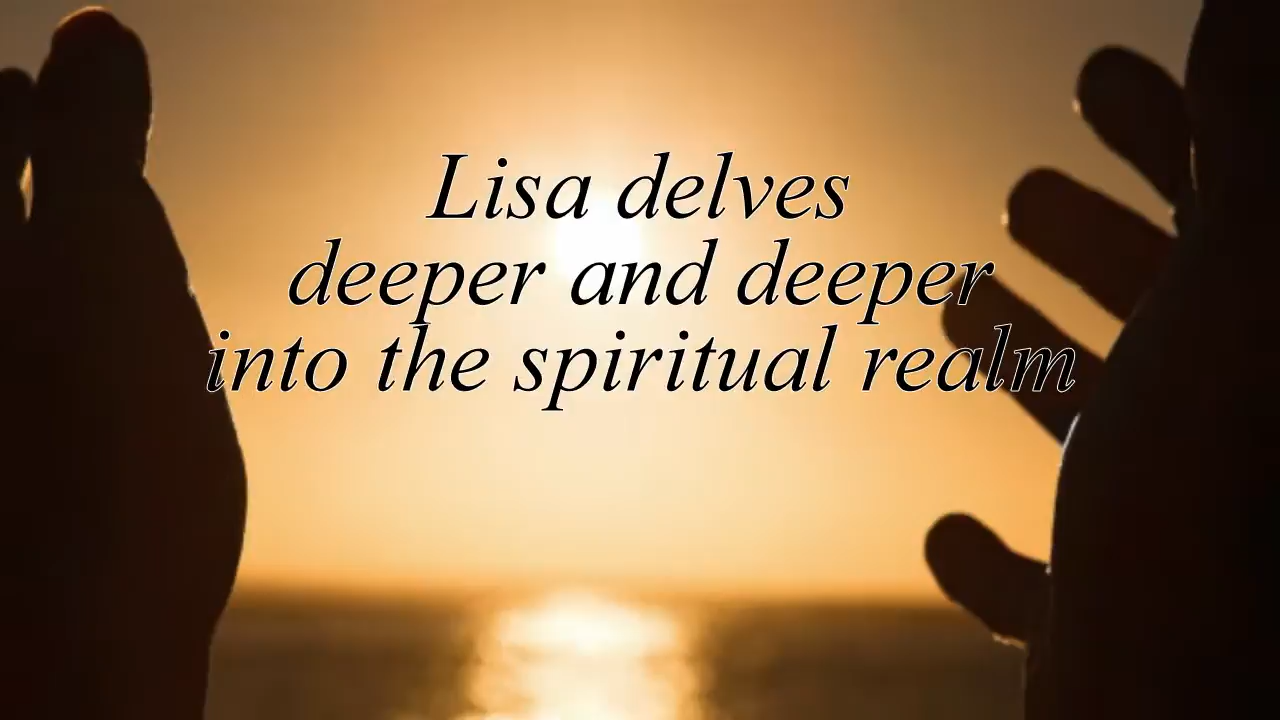 Lisa delves
deeper and deeper
into the spiritual realm